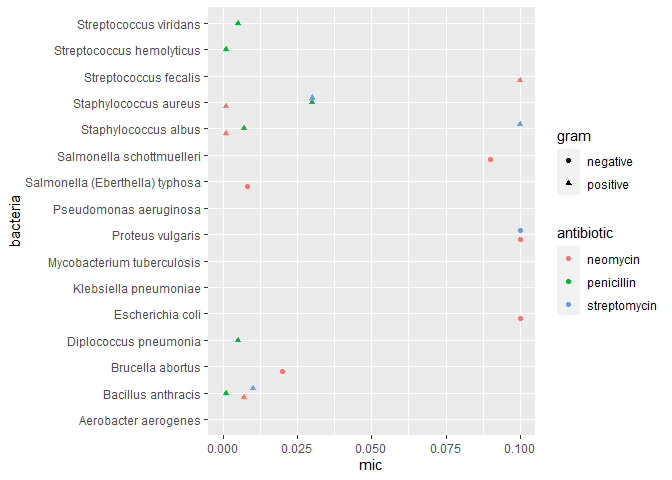 Streptococcus viridans
Streptococcus hemolyticus
Streptococcus fecalis
Staphylococcus aureus
Staphylococcus albus
Salmonella schottmuelleri
Salmonella (Eberthella) typhosa
Pseudomonas aeruginosa
Proteus vulgaris
Mycobacterium tuberculosis
Klebsiella pneumoniae
Escherichia coli
Diplococcus pneumonia
Brucella abortus
Bacillus anthracis
Aerobacter aerogenes
bacteria
0.000 0.025 0.050 0.075 0.100
mic
gram
negative
positive
antibiotic
neomycin
penicillin
streptomycin